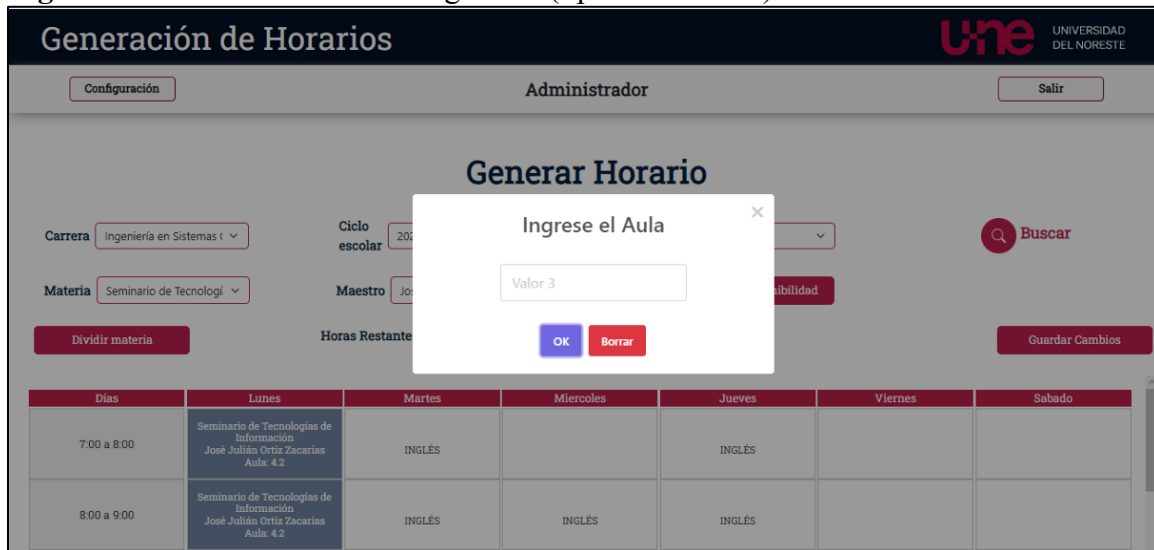 Generación de Horarios
une
UNIVERSIDAD
DEL NORESTE
Configuración
Administrador
Salir
Generar Horario
Ingrese el Aula
×
Carrera
Ingeniería en Sistemas
Ciclo
escolar
202
Buscar
Valor 3
Materia
Seminario de Tecnologí
Maestro
Jo
nibilidad
OK
Borrar
Dividir materia
Horas Restante
Guardar Cambios
Días Lunes Martes Miercoles Jueves Viernes Sabado
7:00 a 8:00
Seminario de Tecnologías de
Información
José Julián Ortiz Zacarias
Aula: 4.2
INGLÉS
INGLÉS
8:00 a 9:00
Seminario de Tecnologías de
Información
José Julián Ortiz Zacarias
Aula: 4.2
INGLÉS
INGLÉS
INGLÉS